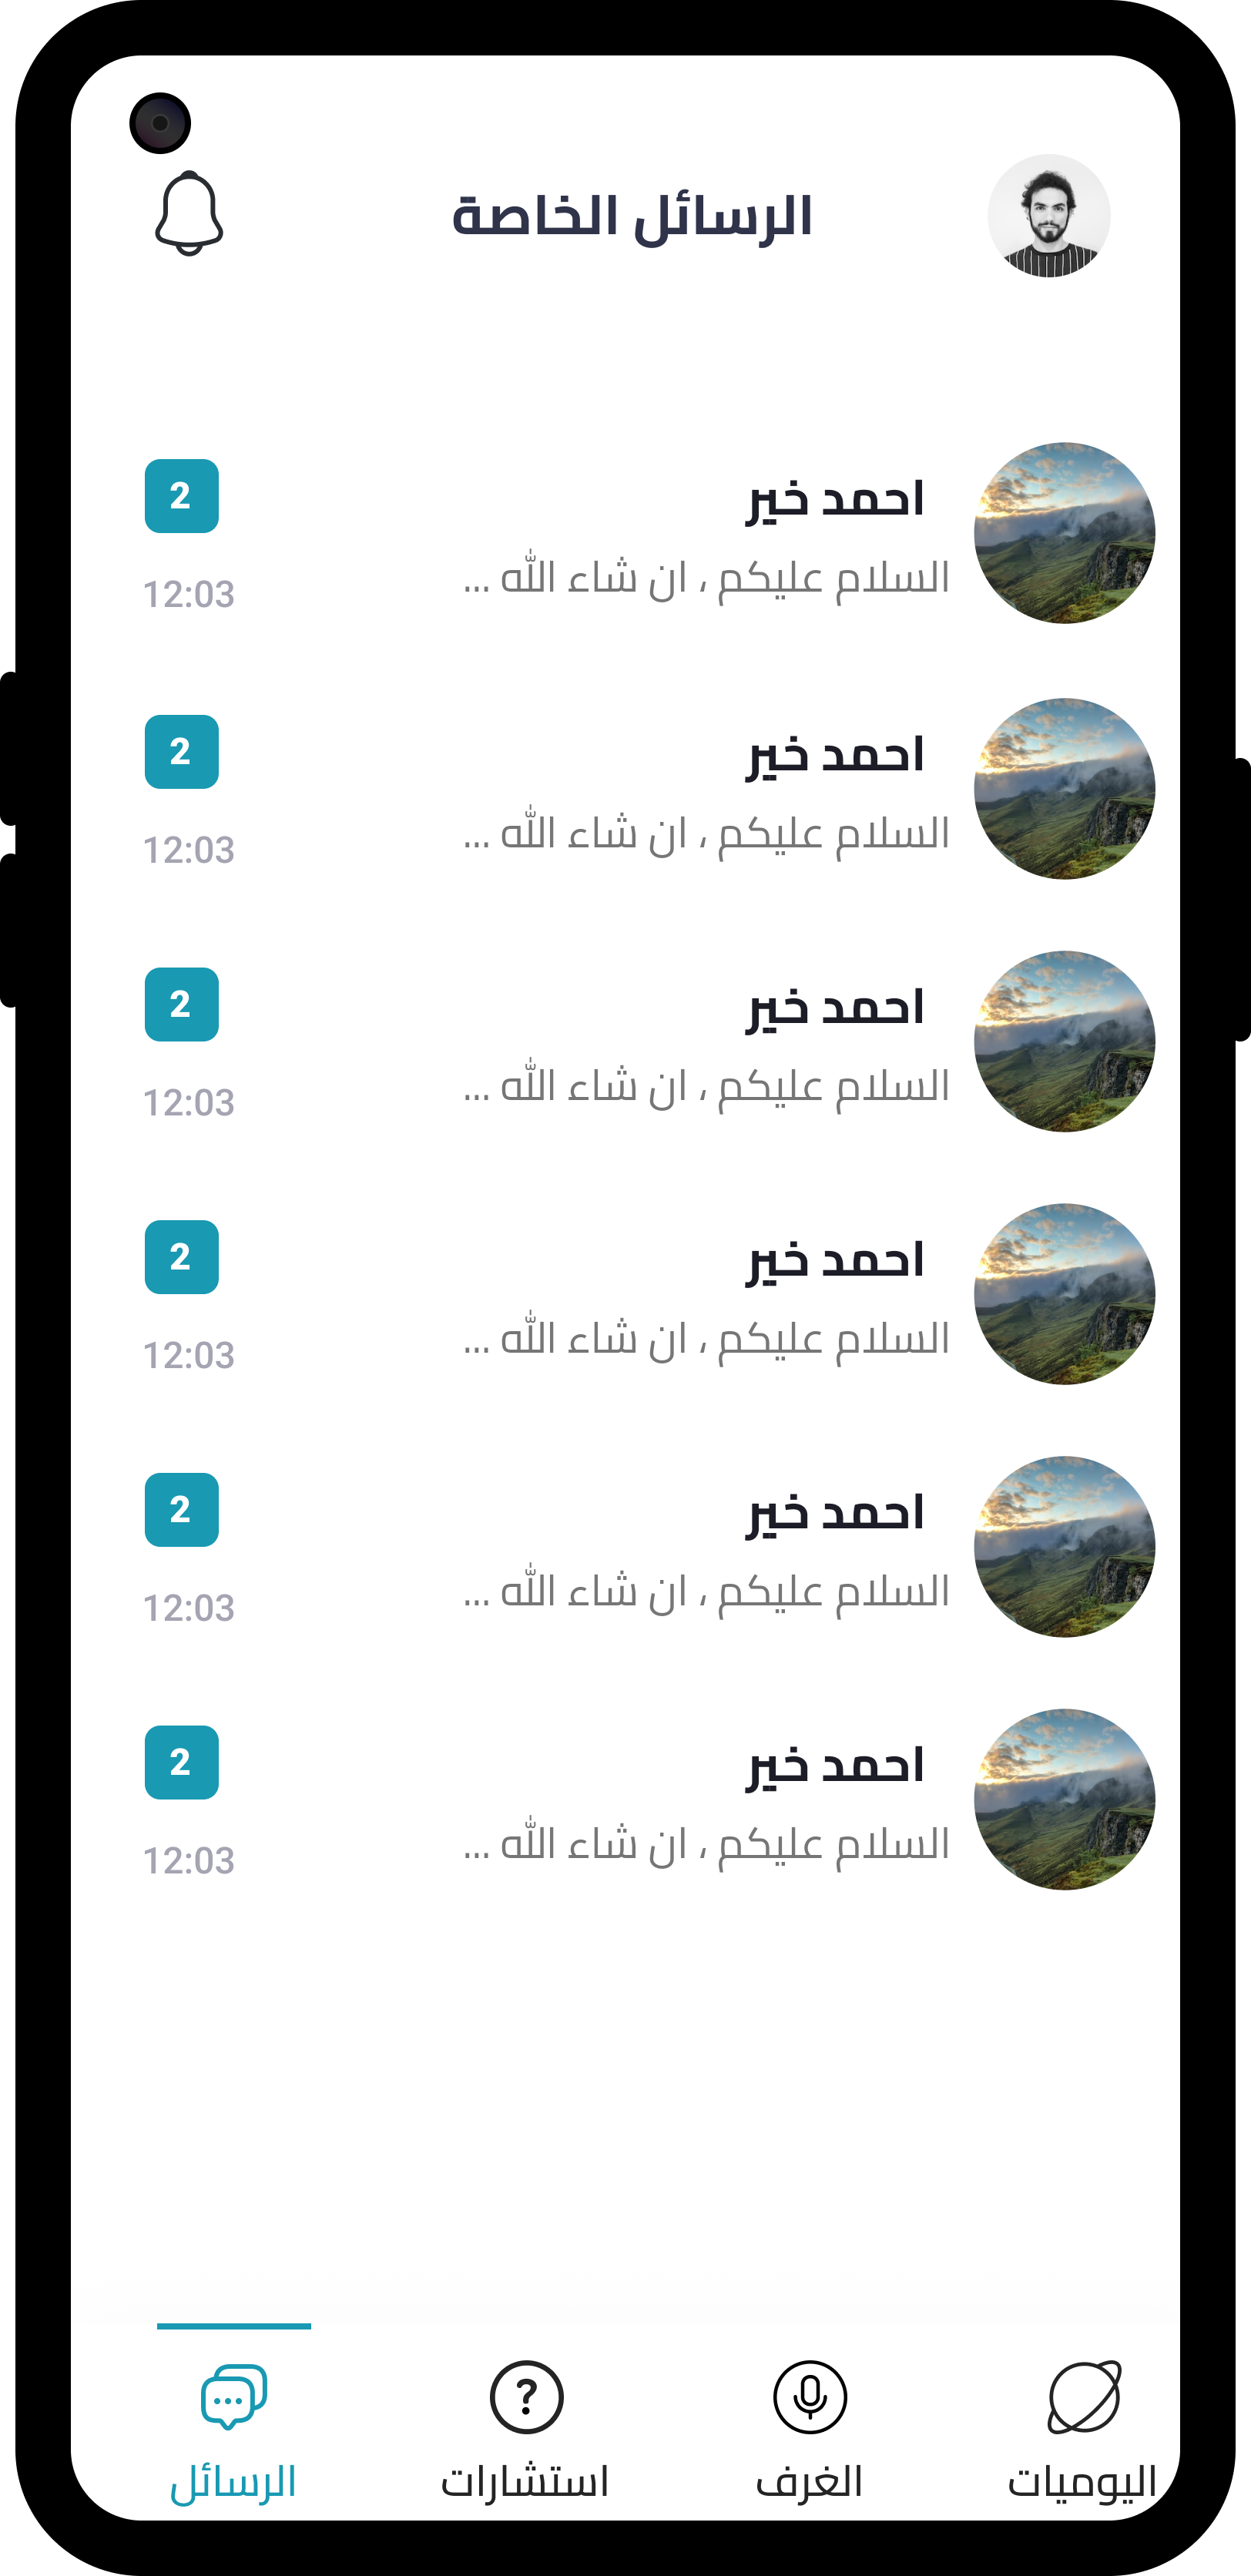 الرسائل الخاصة
احمد خير
2
السلام عليكم ، ان شاء الله ...
12:03
احمد خير
2
السلام عليكم ، ان شاء الله ...
12:03
احمد خير
2
السلام عليكم ، ان شاء الله ...
12:03
احمد خير
2
السلام عليكم ، ان شاء الله ...
12:03
احمد خير
2
السلام عليكم ، ان شاء الله ...
12:03
احمد خير
2
السلام عليكم ، ان شاء الله ...
12:03
اليوميات
الغرف
استشارات
الرسائل